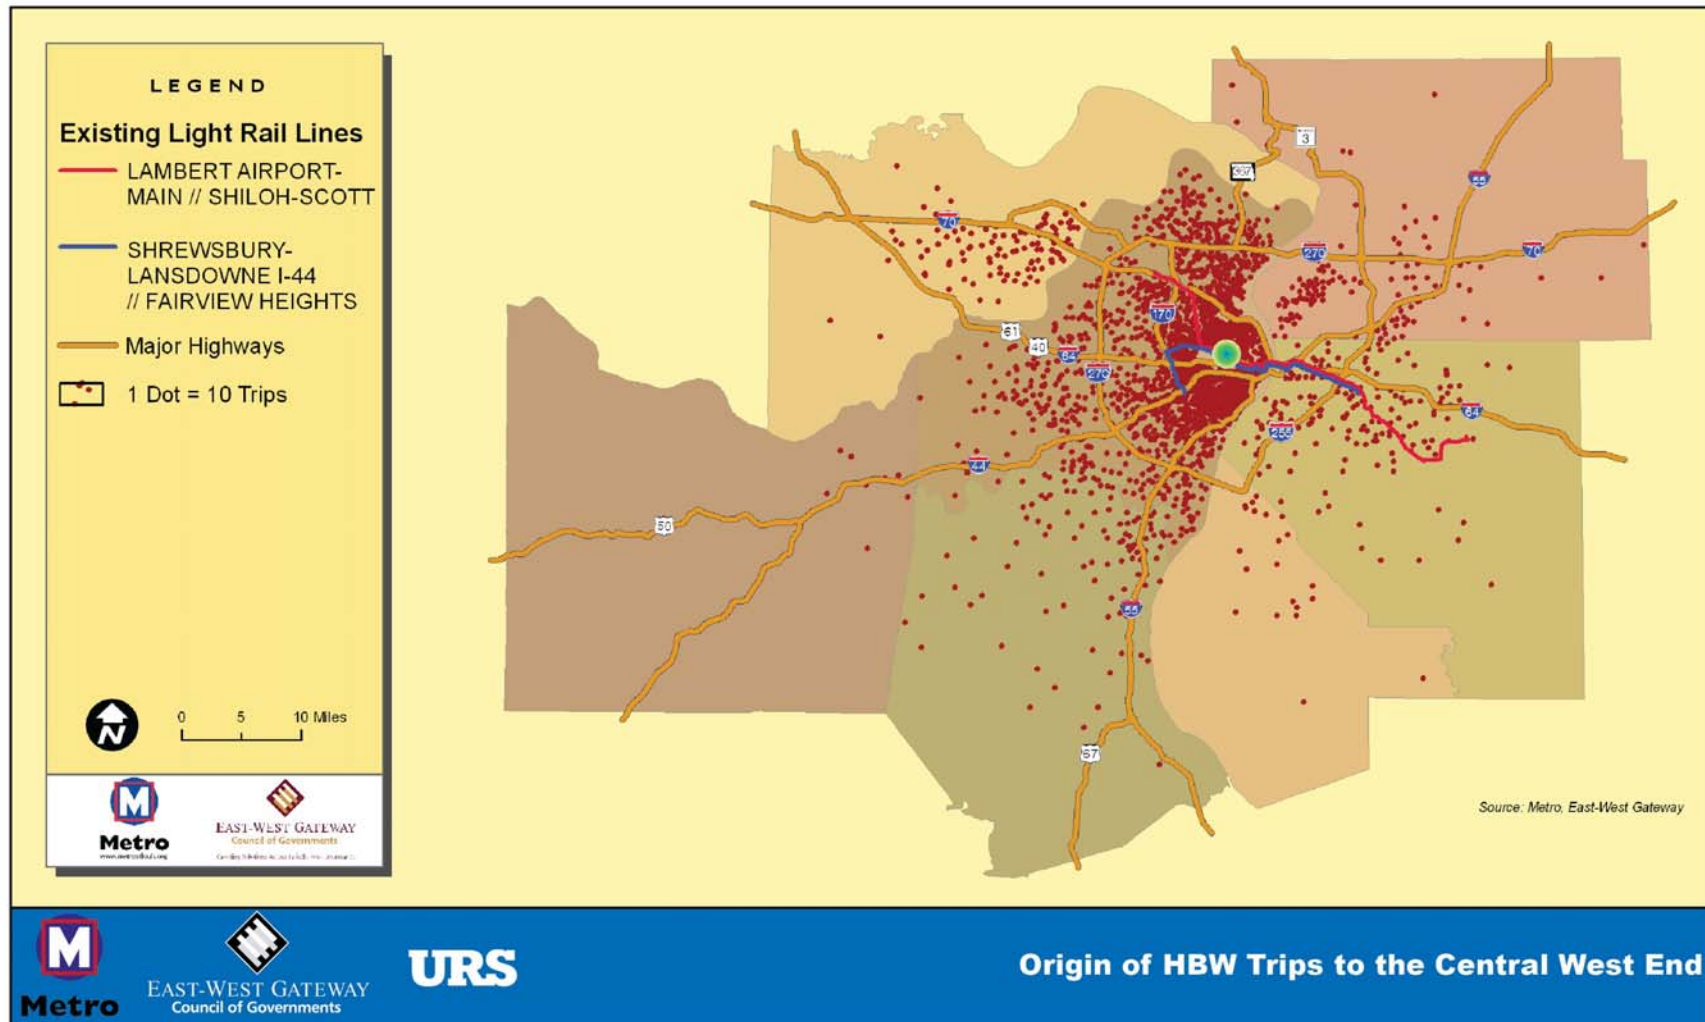 LEGEND
Existing Light Rail Lines
LAMBERT AIRPORT-
MAIN // SHILOH-SCOTT
SHREWSBURY-
LANSDOWNE I-44
// FAIRVIEW HEIGHTS
Major Highways
1 Dot = 10 Trips
N
0 5 10 Miles
M
Metro
EAST-WEST GATEWAY
Council of Governments
3
367
55
70
270
70
170
61
40
64
270
64
255
44
50
55
67
Source: Metro, East-West Gateway
M
Metro
EAST-WEST GATEWAY
Council of Governments
URS
Origin of HBW Trips to the Central West End